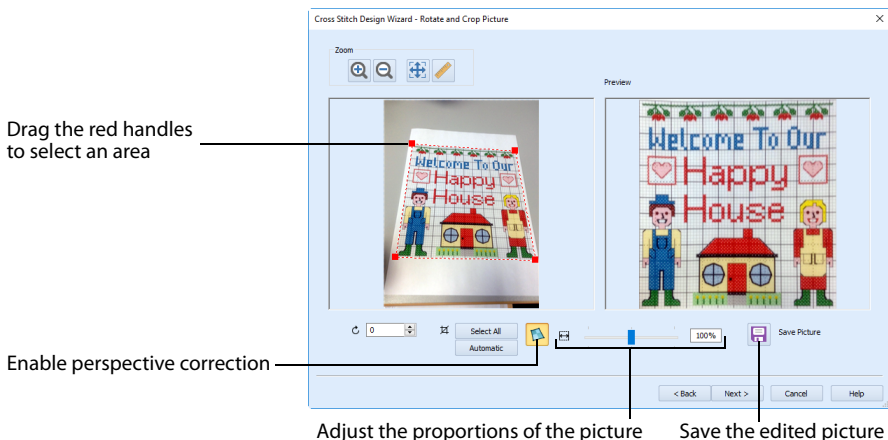 Cross Stitch Design Wizard - Rotate and Crop Picture
Zoom
Preview
Drag the red handles
to select an area
Welcome To Our
Happy
House
Welcome To Our
Happy
House
0
Select All
Automatic
100%
Save Picture
Enable perspective correction
< Back
Next >
Cancel
Help
Adjust the proportions of the picture
Save the edited picture